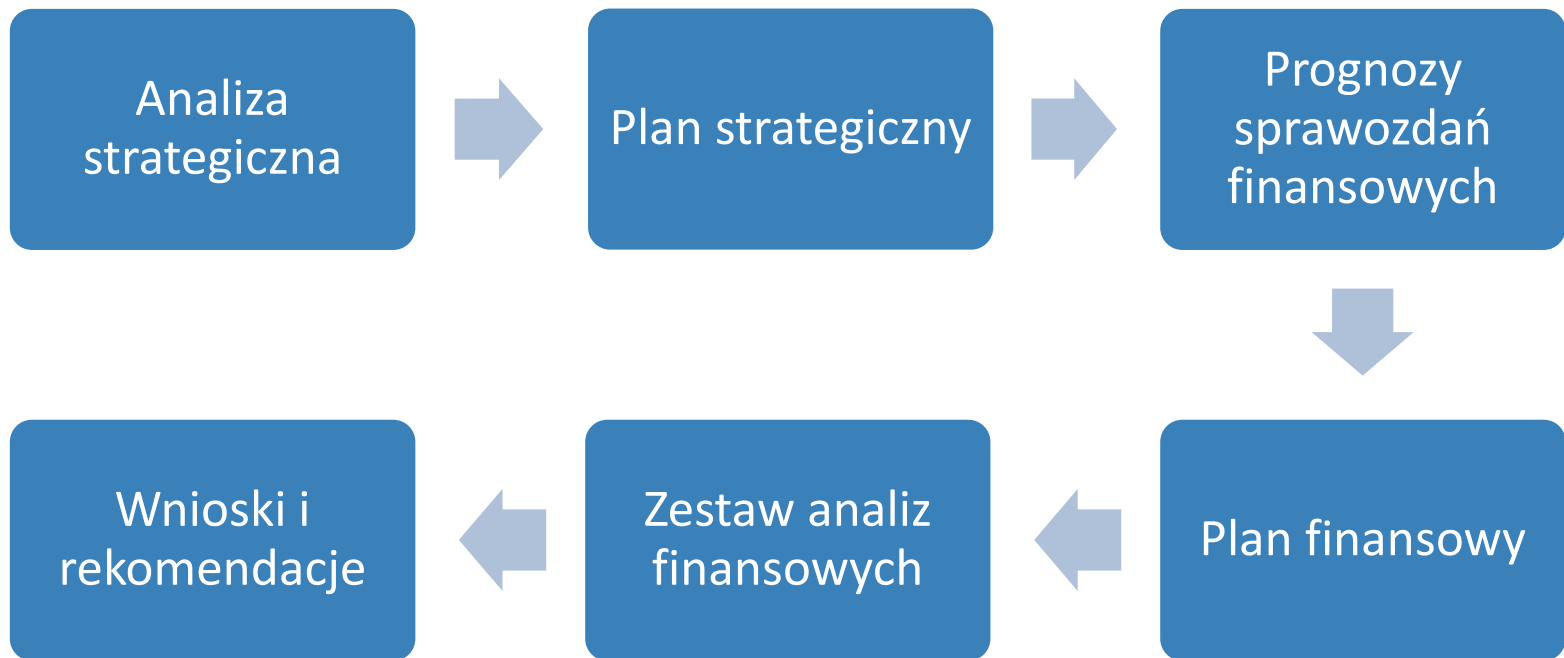 Analiza
strategiczna
Plan strategiczny
Prognozy
sprawozdań
finansowych
Plan finansowy
Zestaw analiz
finansowych
Wnioski i
rekomendacje